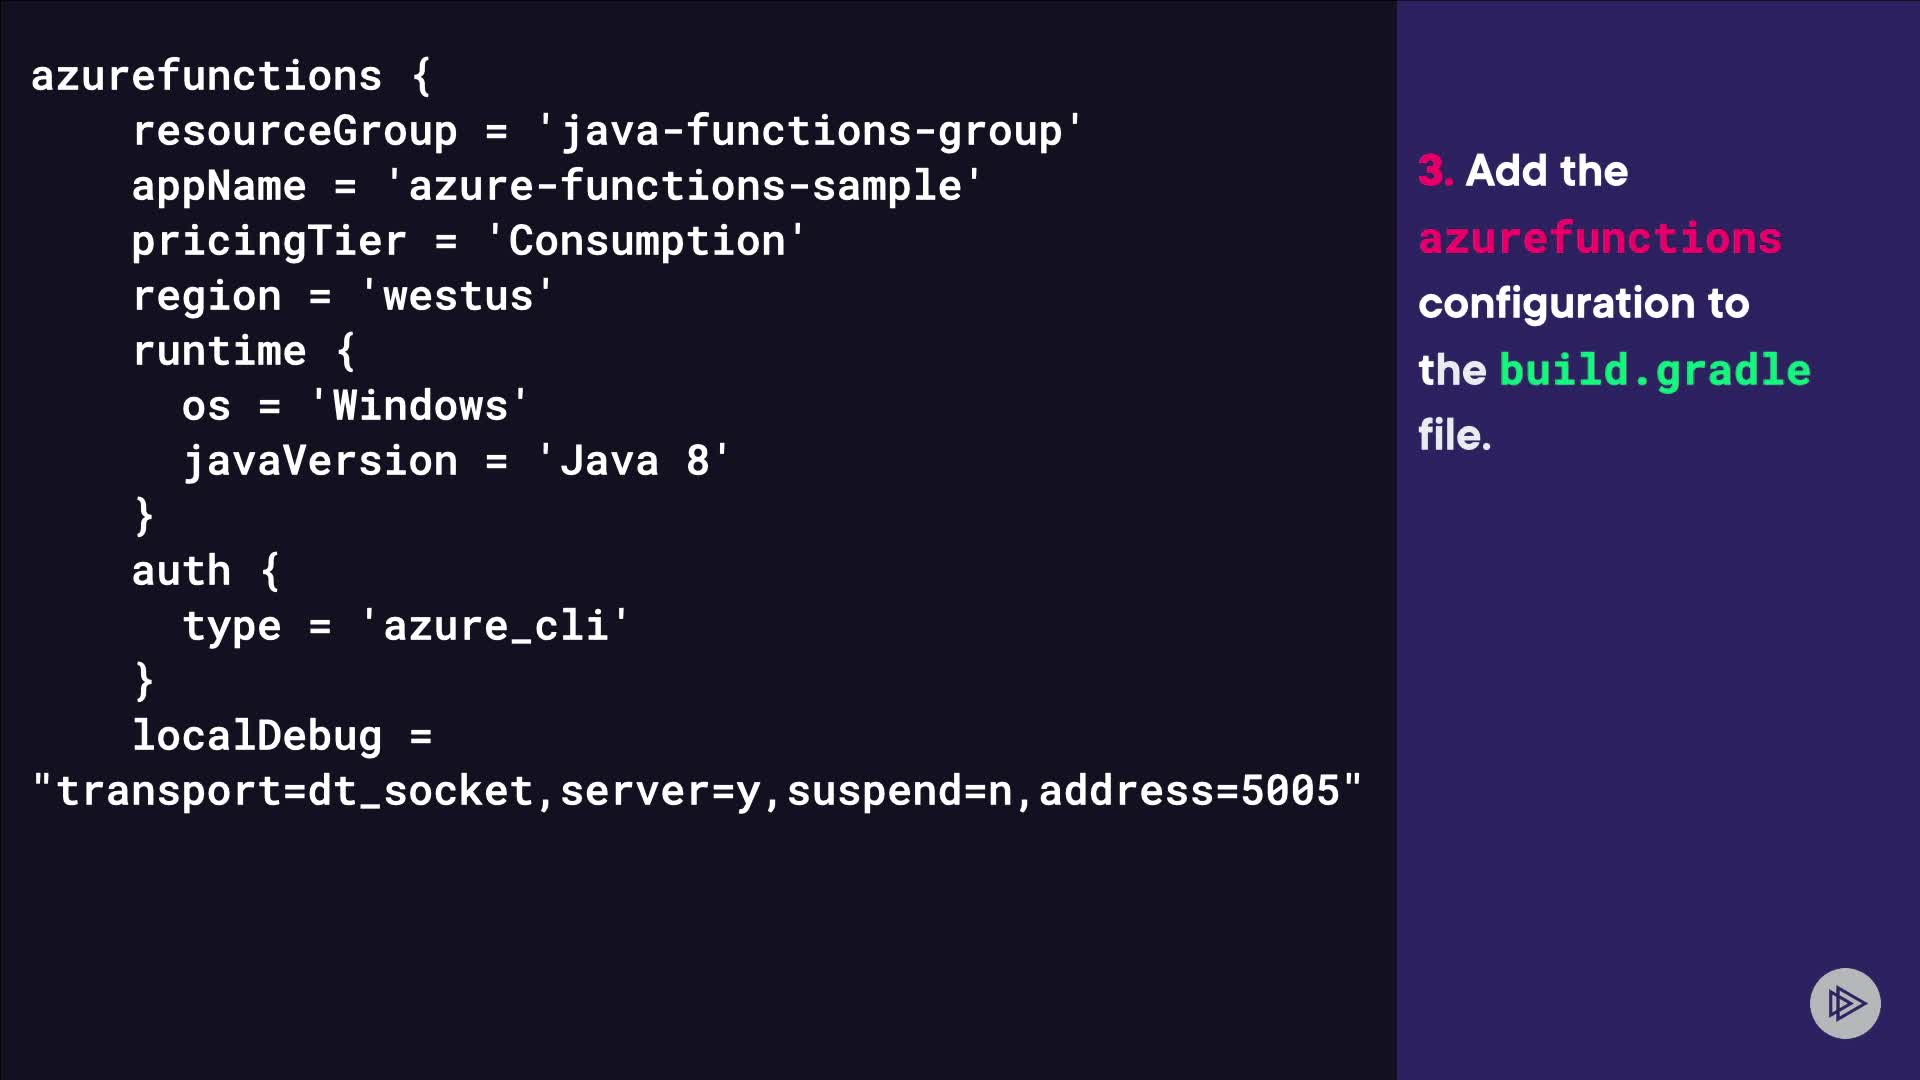 azurefunctions {
    resourceGroup = 'java-functions-group'
    appName = 'azure-functions-sample'
    pricingTier = 'Consumption'
    region = 'westus'
    runtime {
      os = 'Windows'
      javaVersion = 'Java 8'
    }
    auth {
      type = 'azure_cli'
    }
    localDebug =
"transport=dt_socket,server=y,suspend=n,address=5005"
3. Add the
azurefunctions
configuration to
the build.gradle
file.